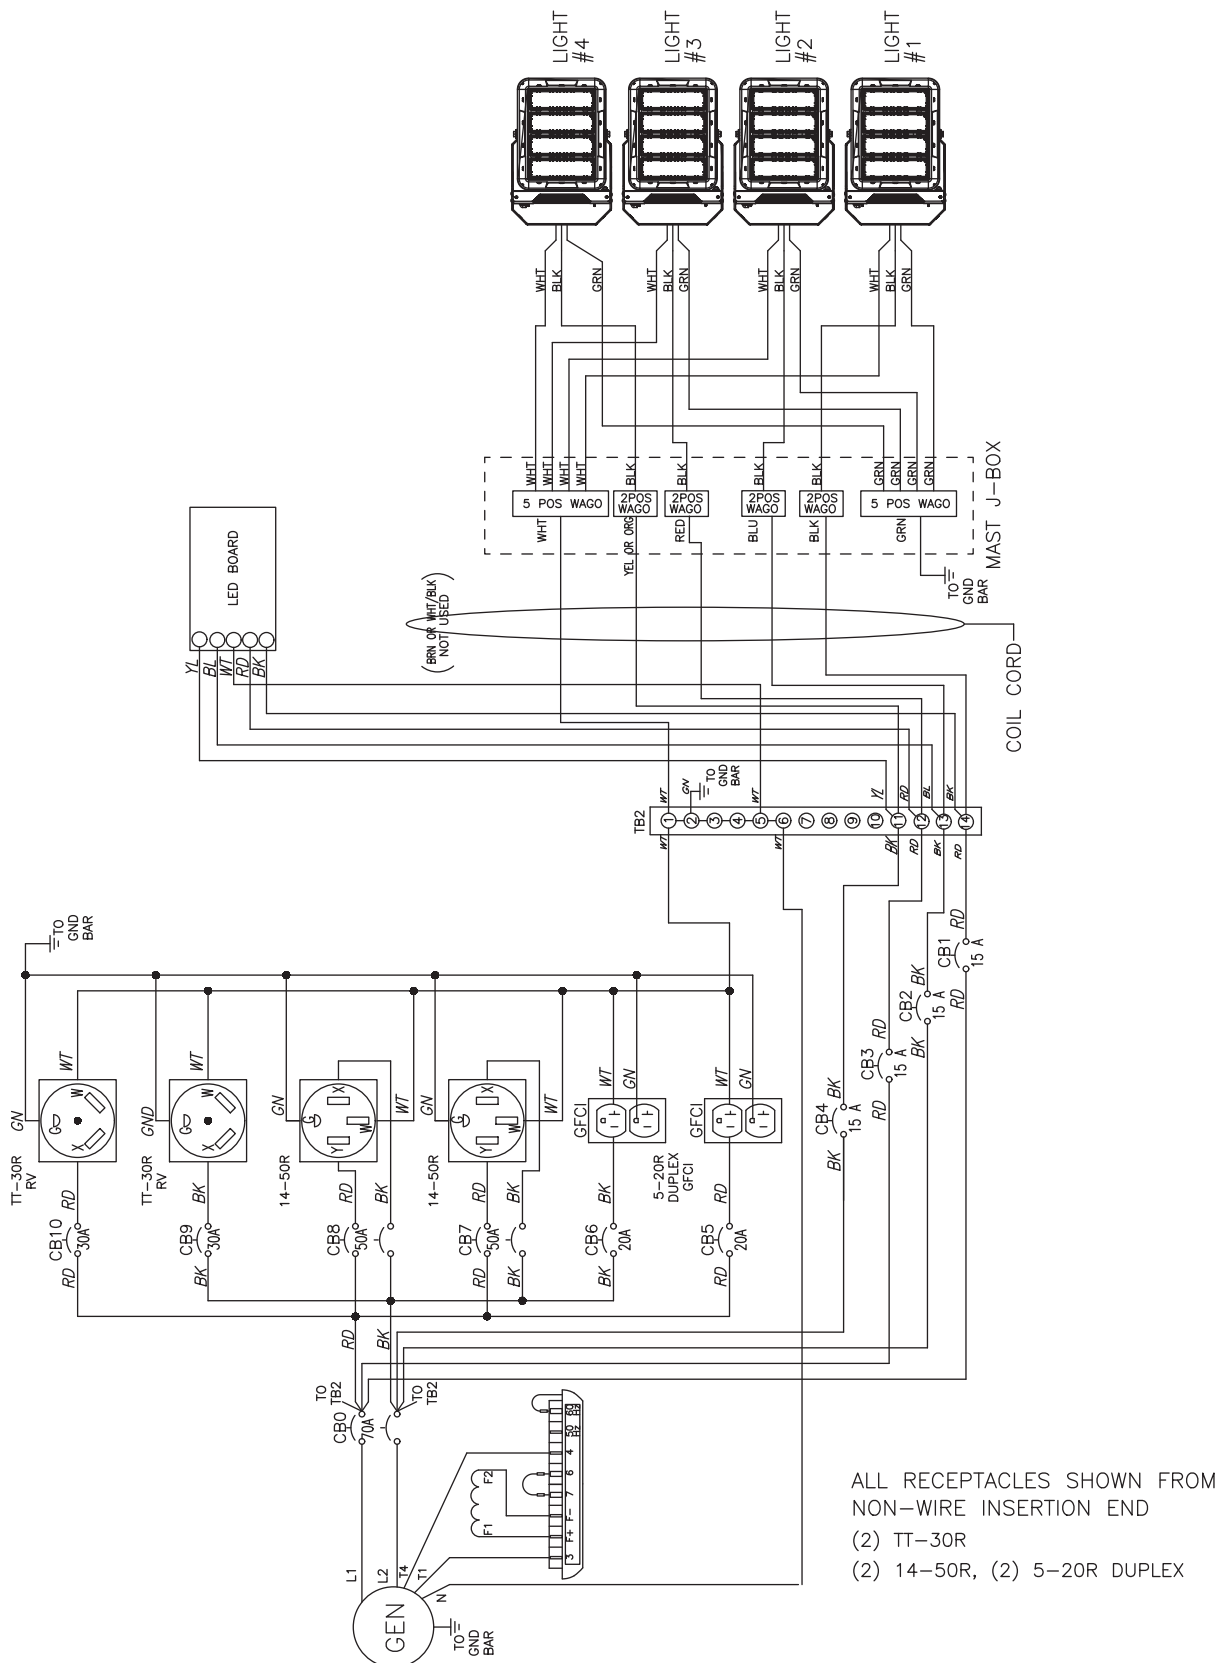 LIGHT
#4
LIGHT
#3
LIGHT
#2
LIGHT
#1
WHT
BLK
GRN
WHT
BLK
GRN
WHT
BLK
GRN
WHT
BLK
GRN
MAST J-BOX
WHT
WHT
WHT
WHT
BLK
BLK
BLK
BLK
GRN
GRN
GRN
GRN
5 POS WAGO
2POS
WAGO
2POS
WAGO
2POS
WAGO
2POS
WAGO
5 POS WAGO
WHT
YEL OR ORG
RED
BLU
BLK
GRN
TO
GND
BAR
LED BOARD
YL
BL
WT
RD
BK
(BRN OR WHT/BLK)
NOT USED
COIL CORD
TB2
WT
GN
TO
GND
BAR
WT
YL
RD
BL
BK
1
2
3
4
5
6
7
8
9
10
11
12
13
14
WT
WT
BK
RD
BK
RD
TO
GND
BAR
GN
WT
GND
WT
GN
WT
GN
WT
WT
GN
WT
GN
G
W
X
G
W
X
G
X
W
Y
G
X
W
Y
GFCI
GFCI
TT-30R
RV
TT-30R
RV
14-50R
14-50R
5-20R
DUPLEX
GFCI
RD
BK
RD
BK
RD
BK
BK
RD
CB10
30A
CB9
30A
CB8
50A
CB7
50A
CB6
20A
CB5
20A
RD
BK
RD
BK
BK
RD
RD
BK
BK
CB4
15 A
BK
RD
CB3
15 A
RD
BK
CB2
15 A
BK
RD
CB1
15 A
RD
TO
TB2
TO
TB2
CB0
70A
L1
L2
T4
T1
N
GEN
TO
GND
BAR
F1
F2
3
F+
F-
7
6
4
50
Hz
60
Hz
ALL RECEPTACLES SHOWN FROM
NON-WIRE INSERTION END
(2) TT-30R
(2) 14-50R, (2) 5-20R DUPLEX